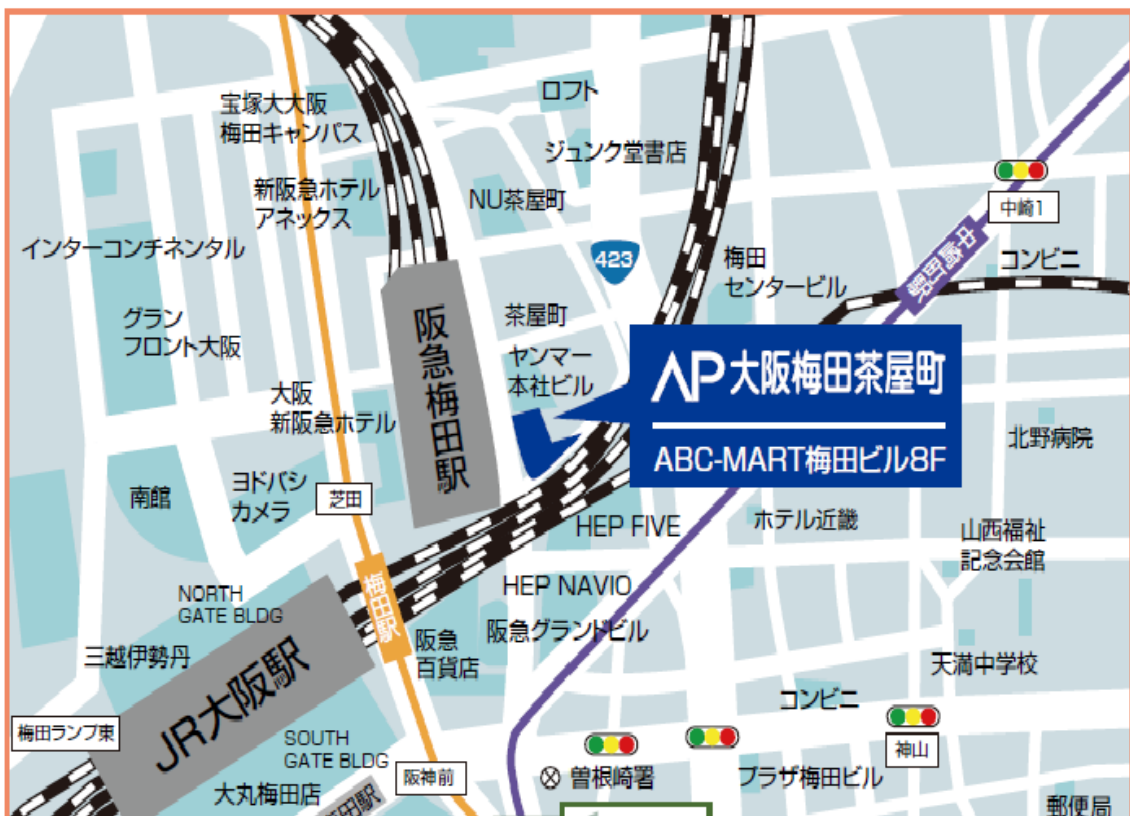 ロフト
宝塚大大阪
梅田キャンパス
ジュンク堂書店
新阪急ホテル
アネックス
NU茶屋町
中崎1
インターコンチネンタル
423
梅田
センタービル
コンビニ
中崎町駅
グラン
フロント大阪
茶屋町
阪急梅田駅
ヤンマー
本社ビル
AP大阪梅田茶屋町
ABC-MART梅田ビル8F
大阪
新阪急ホテル
北野病院
南館
ヨドバシ
カメラ
芝田
HEP FIVE
ホテル近畿
山西福祉
記念会館
NORTH
GATE BLDG
梅田駅
HEP NAVIO
阪急グランドビル
三越伊勢丹
阪急
百貨店
天満中学校
JR大阪駅
コンビニ
梅田ランプ東
SOUTH
GATE BLDG
神山
阪神前
曽根崎署
プラザ梅田ビル
大丸梅田店
郵便局